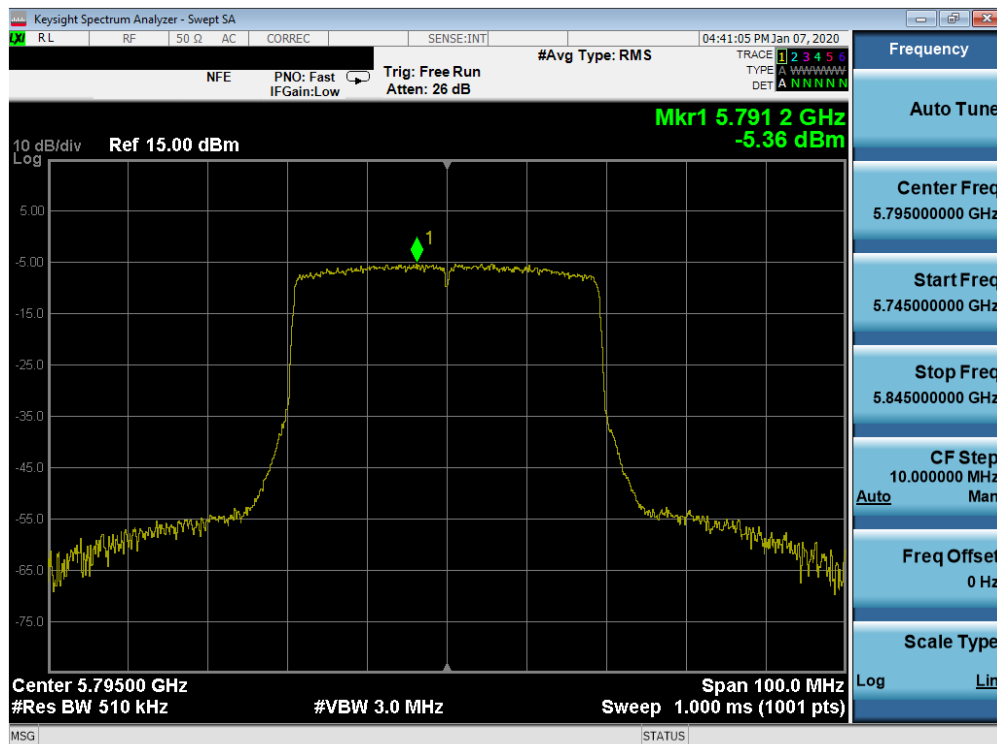 Keysight Spectrum Analyzer - Swept SA
LXI RL RF 50 Ω AC CORREC SENSE:INT 04:41:05 PM Jan 07, 2020
#Avg Type: RMS TRACE 1 2 3 4 5 6
NFE PNO: Fast Trig: Free Run TYPE A WWWWW
IFGain:Low Atten: 26 dB DET A N N N N N
Mkr1 5.791 2 GHz
-5.36 dBm
10 dB/div Ref 15.00 dBm
Log
5.00
1
-5.00
-15.0
-25.0
-35.0
-45.0
-55.0
-65.0
-75.0
Center 5.79500 GHz Span 100.0 MHz
#Res BW 510 kHz #VBW 3.0 MHz Sweep 1.000 ms (1001 pts)
MSG STATUS
Frequency
Auto Tune
Center Freq
5.795000000 GHz
Start Freq
5.745000000 GHz
Stop Freq
5.845000000 GHz
CF Step
10.000000 MHz
Auto Man
Freq Offset
0 Hz
Scale Type
Log Lin